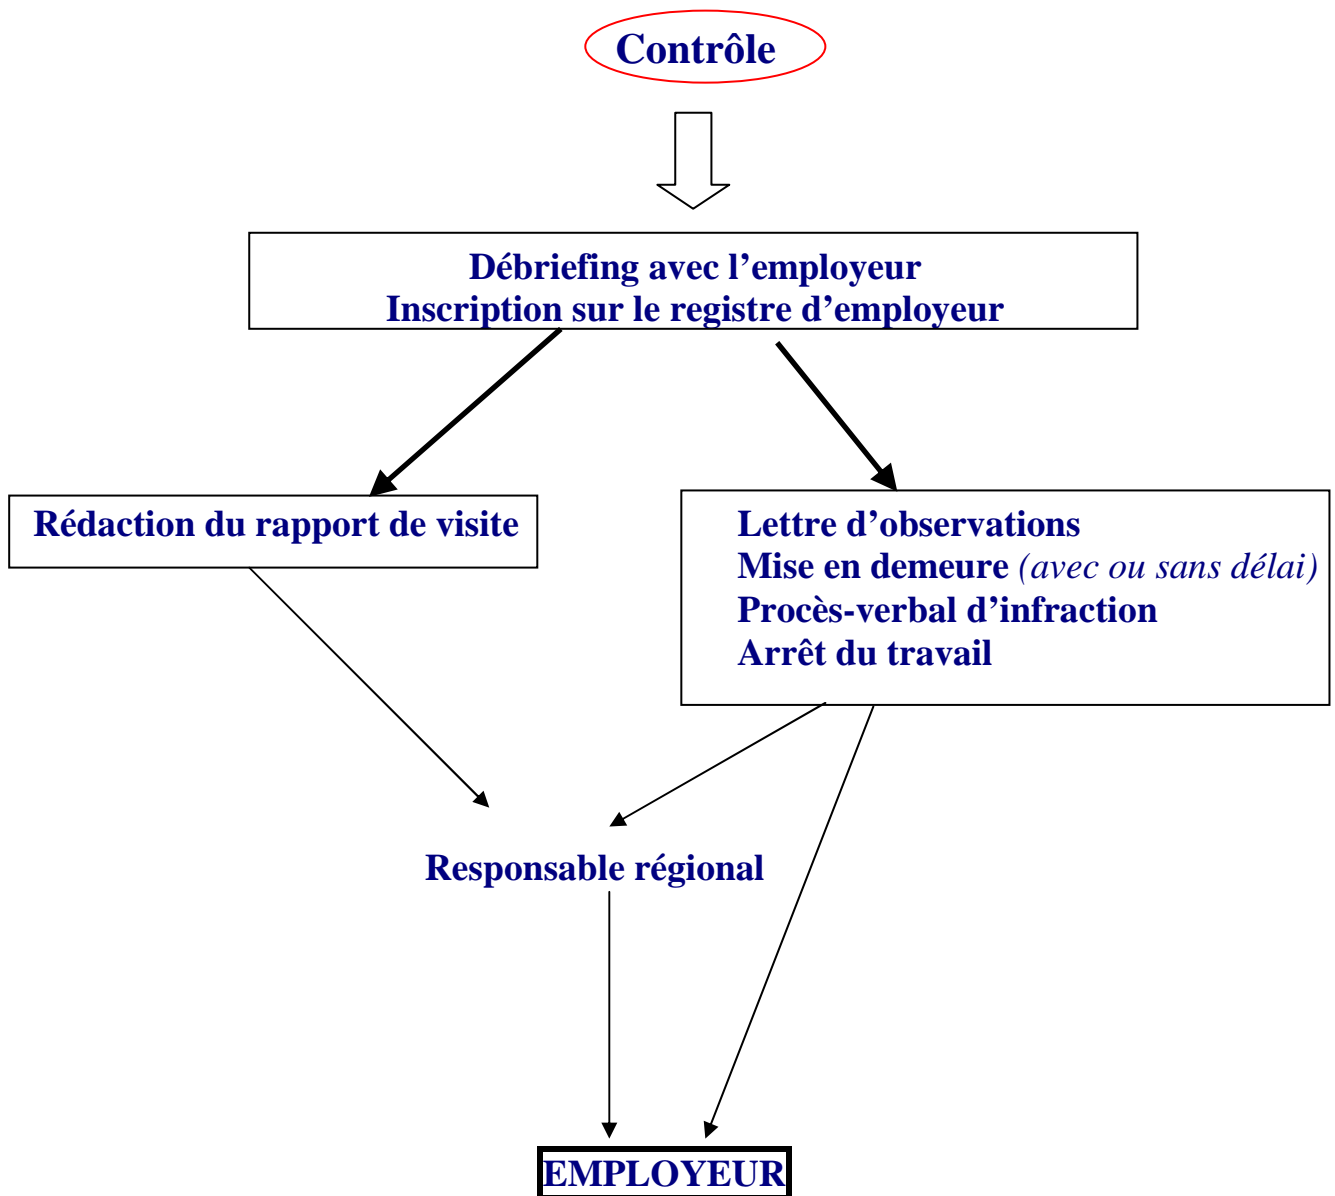 Contrôle
Débriefing avec l’employeur
Inscription sur le registre d’employeur
Rédaction du rapport de visite
Lettre d’observations
Mise en demeure (avec ou sans délai)
Procès-verbal d’infraction
Arrêt du travail
Responsable régional
EMPLOYEUR